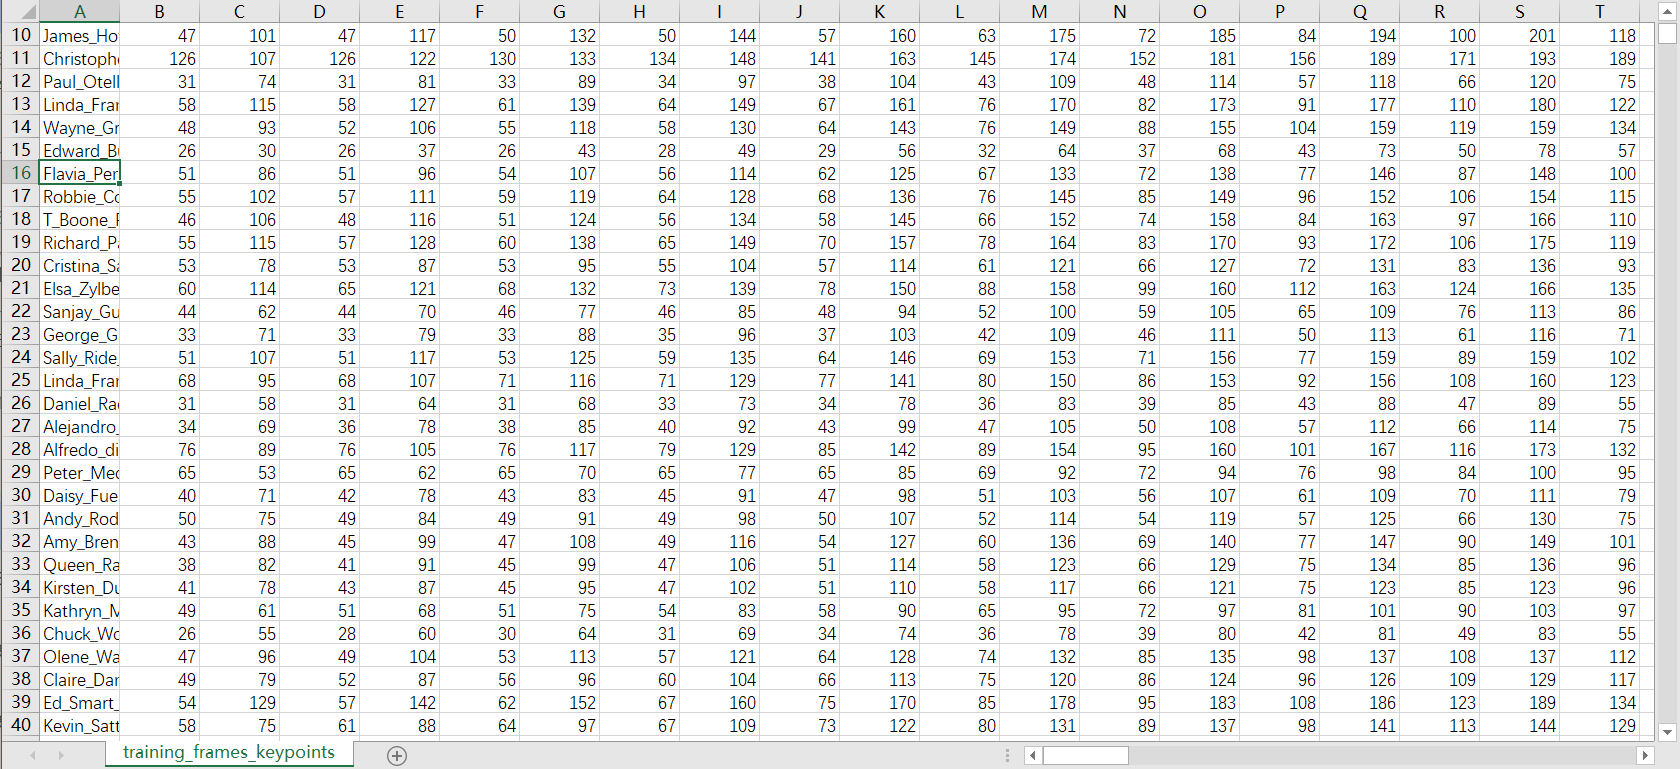 A B C D E F G H I J K L M N O P Q R S T
10 James_Ho 47 101 47 117 50 132 50 144 57 160 63 175 72 185 84 194 100 201 118
11 Christoph 126 107 126 122 130 133 134 148 141 163 145 174 152 181 156 189 171 193 189
12 Paul_Otell 31 74 31 81 33 89 34 97 38 104 43 109 48 114 57 118 66 120 75
13 Linda_Fran 58 115 58 127 61 139 64 149 67 161 76 170 82 173 91 177 110 180 122
14 Wayne_Gr 48 93 52 106 55 118 58 130 64 143 76 149 88 155 104 159 119 159 134
15 Edward_Bu 26 30 26 37 26 43 28 49 29 56 32 64 37 68 43 73 50 78 57
16 Flavia_Per 51 86 51 96 54 107 56 114 62 125 67 133 72 138 77 146 87 148 100
17 Robbie_Co 55 102 57 111 59 119 64 128 68 136 76 145 85 149 96 152 106 154 115
18 T_Boone_P 46 106 48 116 51 124 56 134 58 145 66 152 74 158 84 163 97 166 110
19 Richard_Pa 55 115 57 128 60 138 65 149 70 157 78 164 83 170 93 172 106 175 119
20 Cristina_Sa 53 78 53 87 53 95 55 104 57 114 61 121 66 127 72 131 83 136 93
21 Elsa_Zylbe 60 114 65 121 68 132 73 139 78 150 88 158 99 160 112 163 124 166 135
22 Sanjay_Gu 44 62 44 70 46 77 46 85 48 94 52 100 59 105 65 109 76 113 86
23 George_G 33 71 33 79 33 88 35 96 37 103 42 109 46 111 50 113 61 116 71
24 Sally_Ride_ 51 107 51 117 53 125 59 135 64 146 69 153 71 156 77 159 89 159 102
25 Linda_Fran 68 95 68 107 71 116 71 129 77 141 80 150 86 153 92 156 108 160 123
26 Daniel_Ra 31 58 31 64 31 68 33 73 34 78 36 83 39 85 43 88 47 89 55
27 Alejandro_ 34 69 36 78 38 85 40 92 43 99 47 105 50 108 57 112 66 114 75
28 Alfredo_di 76 89 76 105 76 117 79 129 85 142 89 154 95 160 101 167 116 173 132
29 Peter_Med 65 53 65 62 65 70 65 77 65 85 69 92 72 94 76 98 84 100 95
30 Daisy_Fue 40 71 42 78 43 83 45 91 47 98 51 103 56 107 61 109 70 111 79
31 Andy_Rod 50 75 49 84 49 91 49 98 50 107 52 114 54 119 57 125 66 130 75
32 Amy_Bren 43 88 45 99 47 108 49 116 54 127 60 136 69 140 77 147 90 149 101
33 Queen_Ra 38 82 41 91 45 99 47 106 51 114 58 123 66 129 75 134 85 136 96
34 Kirsten_Du 41 78 43 87 45 95 47 102 51 110 58 117 66 121 75 123 85 123 96
35 Kathryn_M 49 61 51 68 51 75 54 83 58 90 65 95 72 97 81 101 90 103 97
36 Chuck_Wo 26 55 28 60 30 64 31 69 34 74 36 78 39 80 42 81 49 83 55
37 Olene_Wa 47 96 49 104 53 113 57 121 64 128 74 132 85 135 98 137 108 137 112
38 Claire_Dan 49 79 52 87 56 96 60 104 66 113 75 120 86 124 96 126 109 129 117
39 Ed_Smart_ 54 129 57 142 62 152 67 160 75 170 85 178 95 183 108 186 123 189 134
40 Kevin_Satt 58 75 61 88 64 97 67 109 73 122 80 131 89 137 98 141 113 144 129
training_frames_keypoints